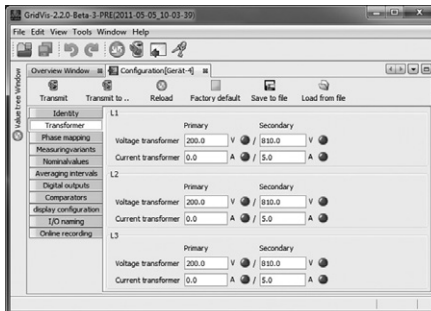 GridVis-2.2.0-Beta-3-PRE(2011-05-05_10-03-39)
File Edit View Tools Window Help
Value tree Window
Overview Window
Configuration[Gerät-4]
Transmit
Transmit to ..
Reload
Factory default
Save to file
Load from file
Identity
Transformer
Phase mapping
Measuringvariants
Nominalvalues
Averaging intervals
Digital outputs
Comparators
display configuration
I/O naming
Online recording
L1
Primary Secondary
Voltage transformer 200.0 V / 810.0 V
Current transformer 0.0 A / 5.0 A
L2
Primary Secondary
Voltage transformer 200.0 V / 810.0 V
Current transformer 0.0 A / 5.0 A
L3
Primary Secondary
Voltage transformer 200.0 V / 810.0 V
Current transformer 0.0 A / 5.0 A